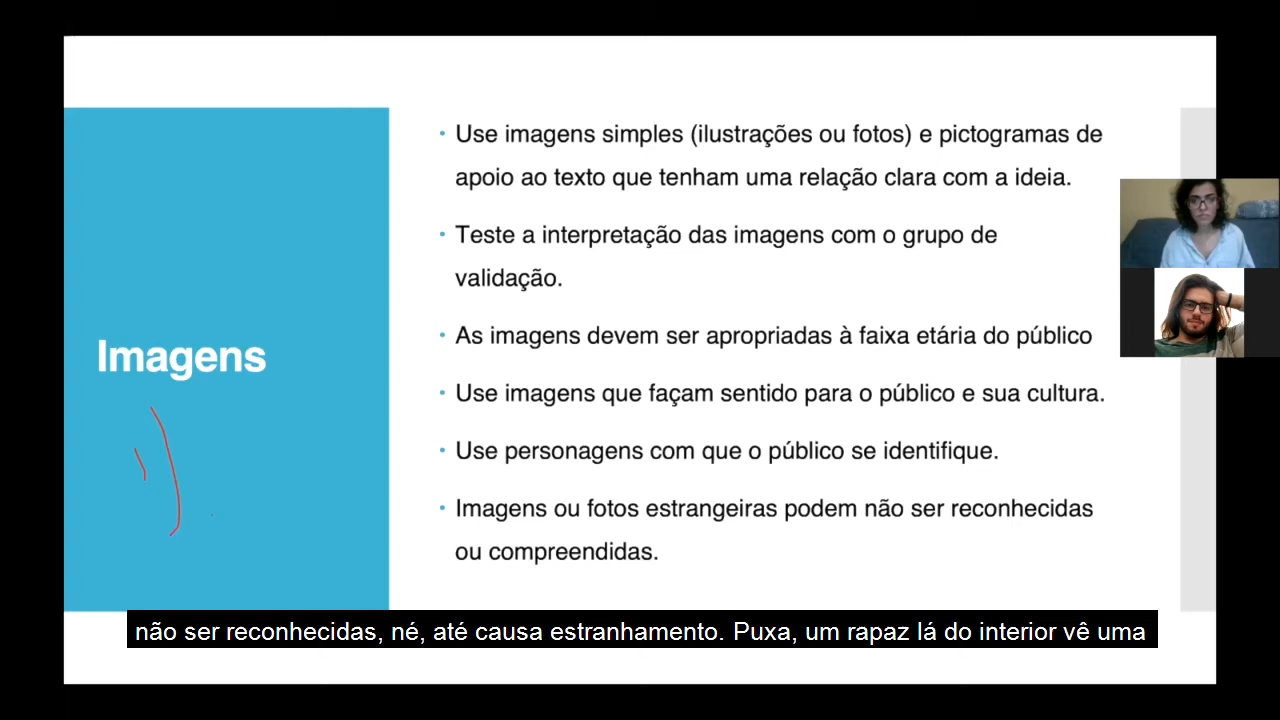 Imagens
• Use imagens simples (ilustrações ou fotos) e pictogramas de
apoio ao texto que tenham uma relação clara com a ideia.
• Teste a interpretação das imagens com o grupo de
validação.
• As imagens devem ser apropriadas à faixa etária do público
• Use imagens que façam sentido para o público e sua cultura.
• Use personagens com que o público se identifique.
• Imagens ou fotos estrangeiras podem não ser reconhecidas
ou compreendidas.
não ser reconhecidas, né, até causa estranhamento. Puxa, um rapaz lá do interior vê uma